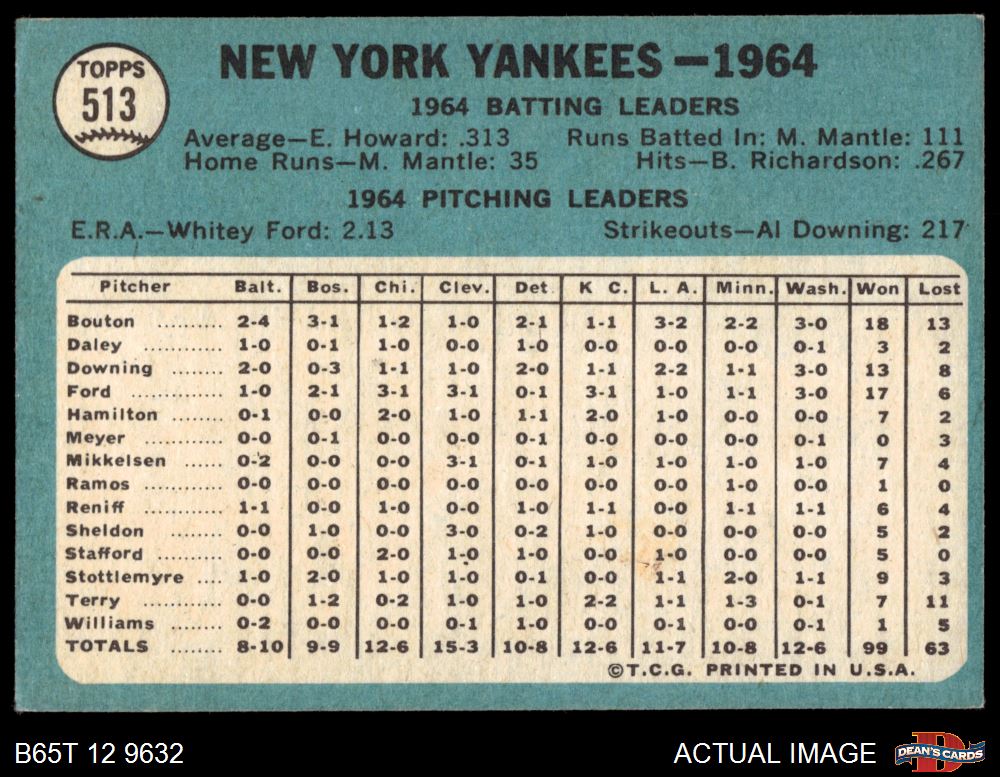 TOPPS
513
NEW YORK YANKEES—1964
1964 BATTING LEADERS
Average—E. Howard: .313 Runs Batted In: M. Mantle: 111
Home Runs—M. Mantle: 35 Hits—B. Richardson: .267
1964 PITCHING LEADERS
E.R.A.—Whitey Ford: 2.13 Strikeouts—Al Downing: 217
Pitcher Balt. Bos. Chi. Clev. Det. K C. L. A. Minn. Wash. Won Lost
Bouton .......... 2-4 3-1 1-2 1-0 2-1 1-1 3-2 2-2 3-0 18 13
Daley ............ 1-0 0-1 1-0 0-0 1-0 0-0 0-0 0-0 0-1 3 2
Downing ........ 2-0 0-3 1-1 1-0 2-0 1-1 2-2 1-1 3-0 13 8
Ford .............. 1-0 2-1 3-1 3-1 0-1 3-1 1-0 1-1 3-0 17 6
Hamilton ....... 0-1 0-0 2-0 1-0 1-1 2-0 1-0 0-0 0-0 7 2
Meyer ............ 0-0 0-1 0-0 0-0 0-1 0-0 0-0 0-0 0-1 0 3
Mikkelsen ...... 0-2 0-0 0-0 3-1 0-1 1-0 1-0 1-0 1-0 7 4
Ramos ............ 0-0 0-0 0-0 0-0 0-0 0-0 0-0 1-0 0-0 1 0
Reniff ............ 1-1 0-0 1-0 0-0 1-0 1-1 0-0 1-1 1-1 6 4
Sheldon .......... 0-0 1-0 0-0 3-0 0-2 1-0 0-0 0-0 0-0 5 2
Stafford ......... 0-0 0-0 2-0 1-0 1-0 0-0 1-0 0-0 0-0 5 0
Stottlemyre .... 1-0 2-0 1-0 1-0 0-1 0-0 1-1 2-0 1-1 9 3
Terry ............. 0-0 1-2 0-2 1-0 1-0 2-2 1-1 1-3 0-1 7 11
Williams ........ 0-2 0-0 0-0 0-1 1-0 0-0 0-1 0-0 0-1 1 5
TOTALS ........ 8-10 9-9 12-6 15-3 10-8 12-6 11-7 10-8 12-6 99 63
©T.C.G. PRINTED IN U.S.A.
B65T 12 9632 ACTUAL IMAGE D DEAN'S CARDS